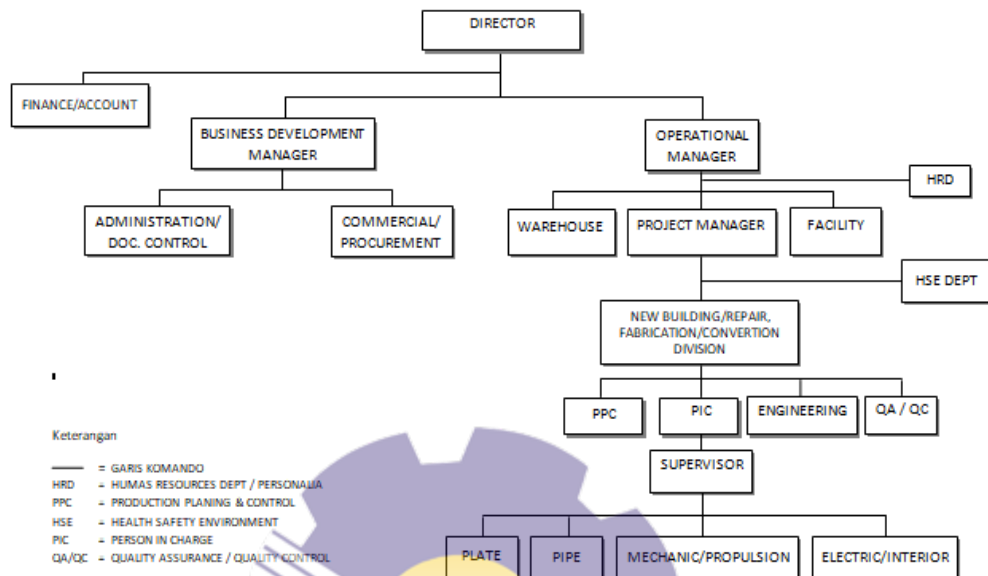 DIRECTOR
FINANCE/ACCOUNT
BUSINESS DEVELOPMENT
MANAGER
OPERATIONAL
MANAGER
HRD
ADMINISTRATION/
DOC. CONTROL
COMMERCIAL/
PROCUREMENT
WAREHOUSE
PROJECT MANAGER
FACILITY
HSE DEPT
NEW BUILDING/REPAIR,
FABRICATION/CONVERTION
DIVISION
PPC
PIC
ENGINEERING
QA / QC
SUPERVISOR
PLATE
PIPE
MECHANIC/PROPULSION
ELECTRIC/INTERIOR
Keterangan
= GARIS KOMANDO
HRD = HUMAS RESOURCES DEPT / PERSONALIA
PPC = PRODUCTION PLANING & CONTROL
HSE = HEALTH SAFETY ENVIRONMENT
PIC = PERSON IN CHARGE
QA/QC = QUALITY ASSURANCE / QUALITY CONTROL